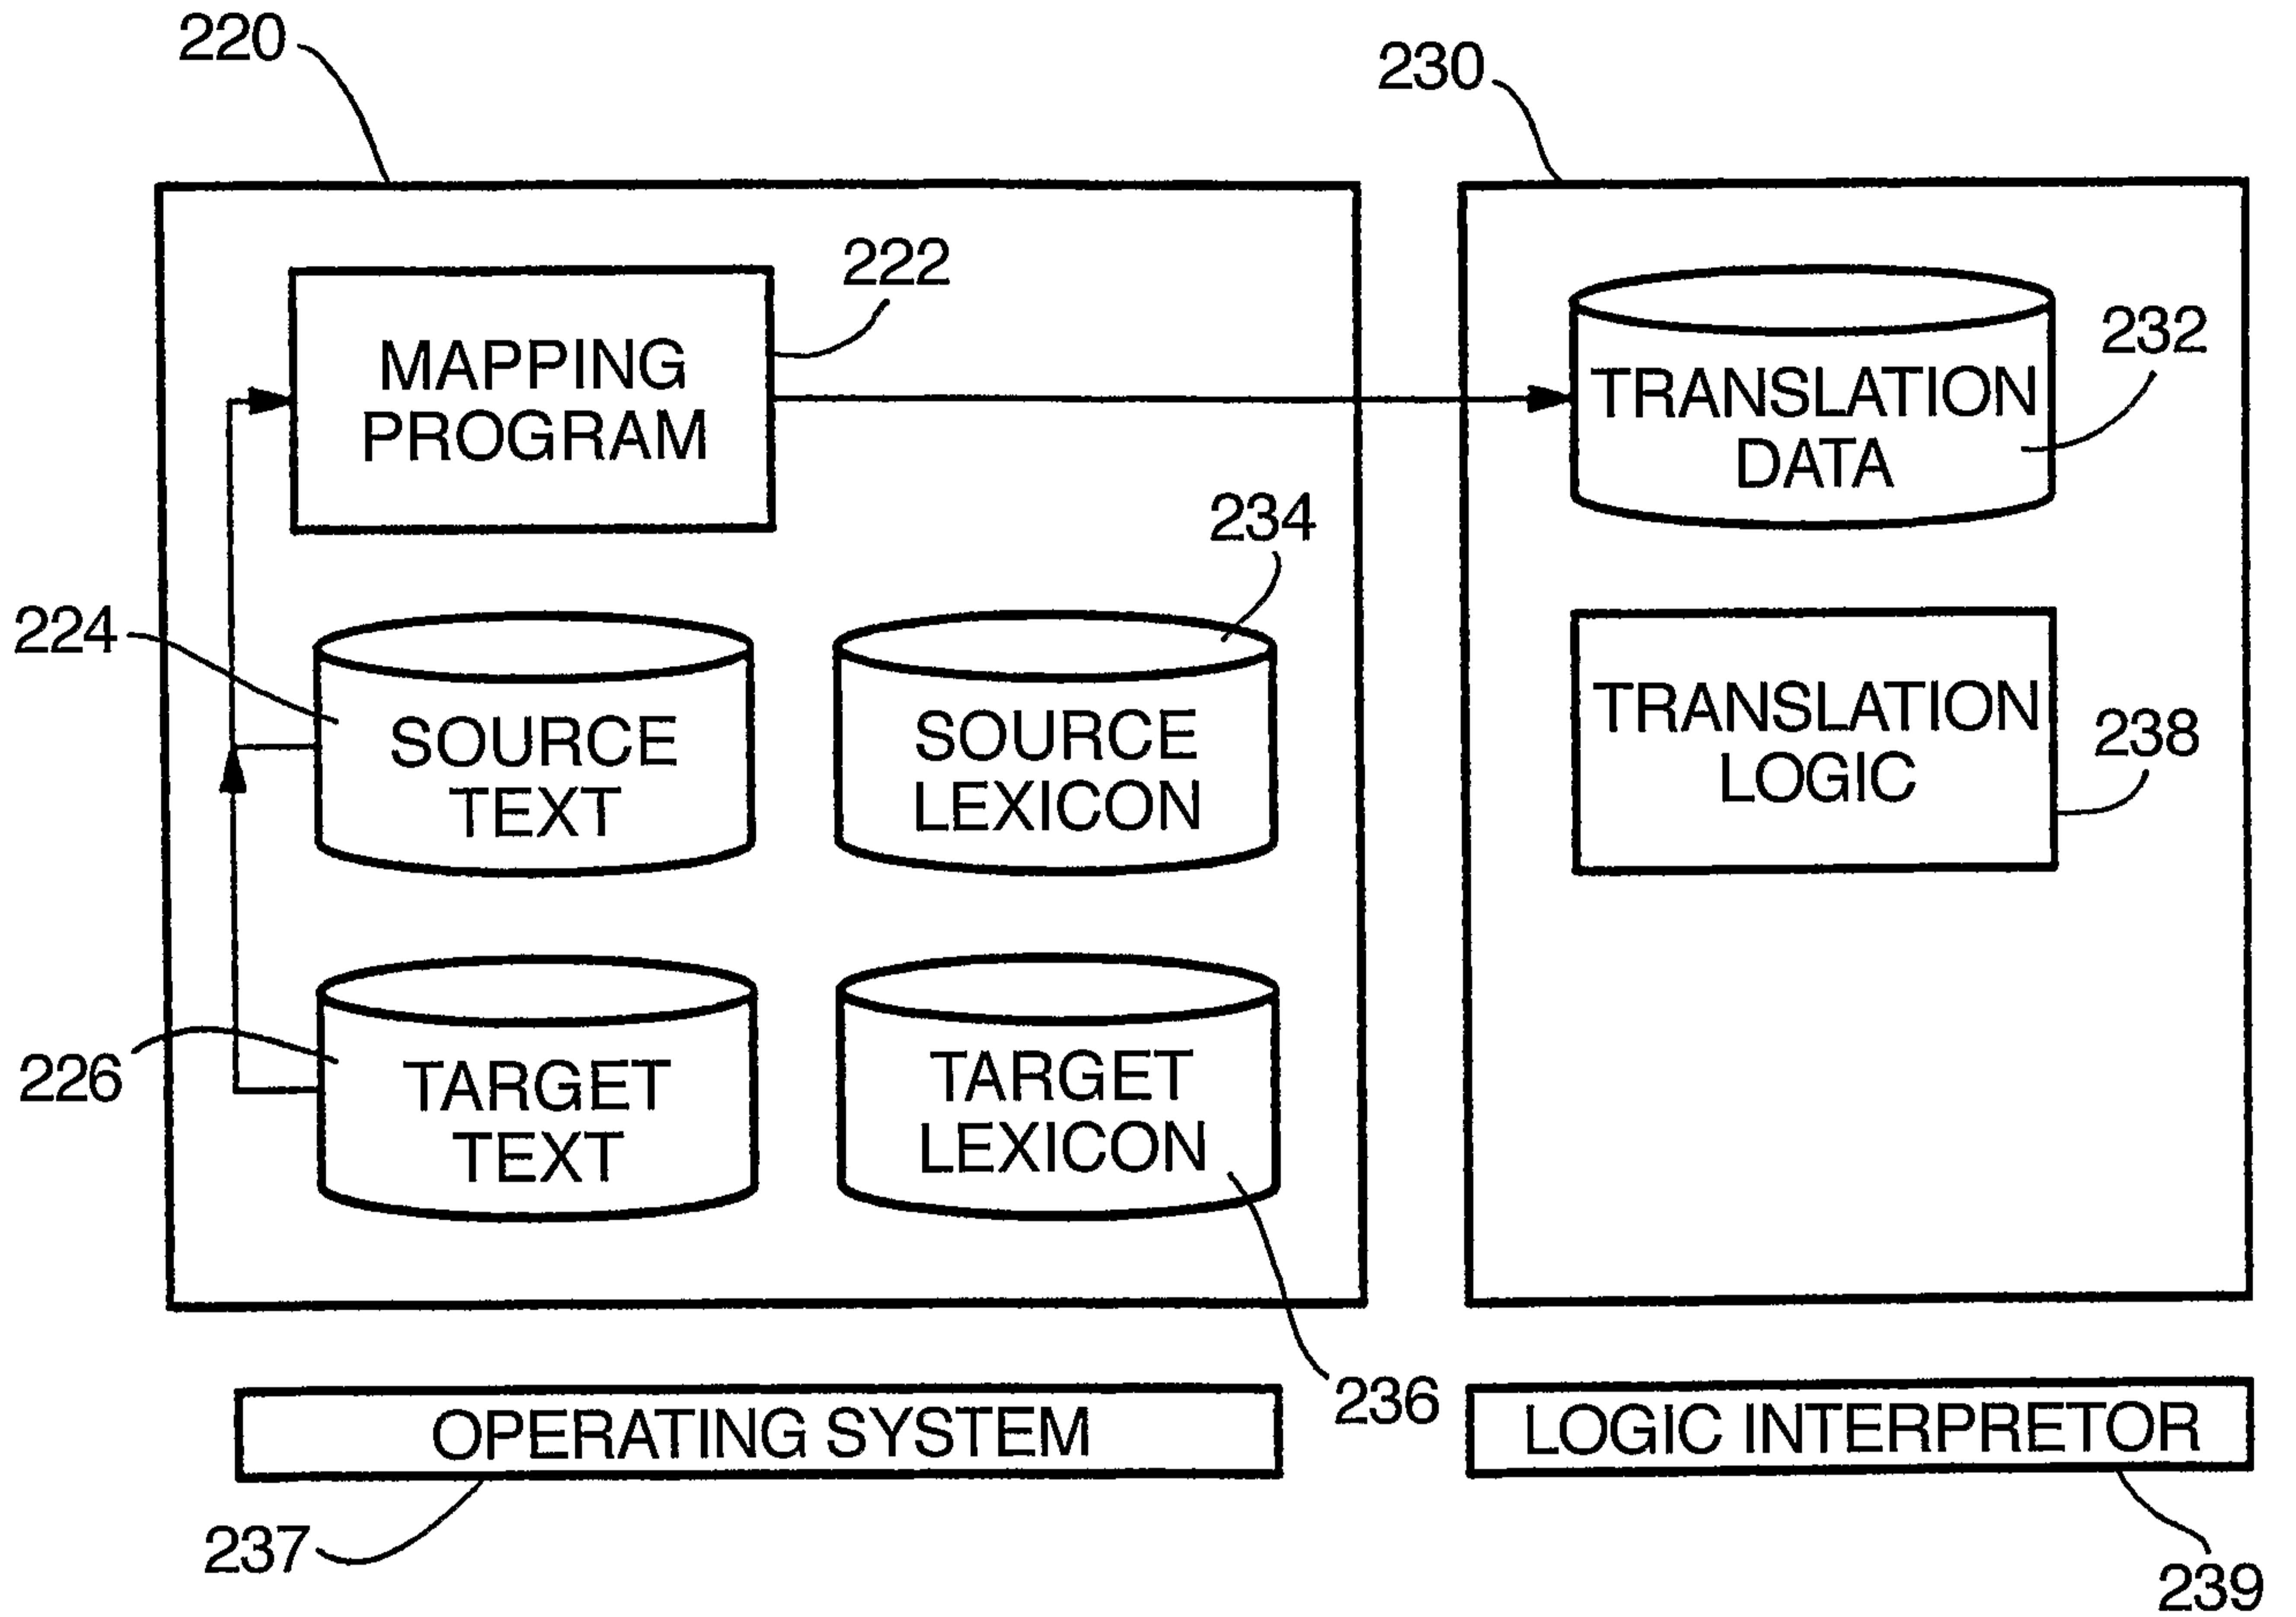 220
230
222
MAPPING
PROGRAM
232
TRANSLATION
DATA
234
224
SOURCE
TEXT
SOURCE
LEXICON
TRANSLATION
LOGIC
238
226
TARGET
TEXT
TARGET
LEXICON
236
OPERATING SYSTEM
LOGIC INTERPRETOR
237
239